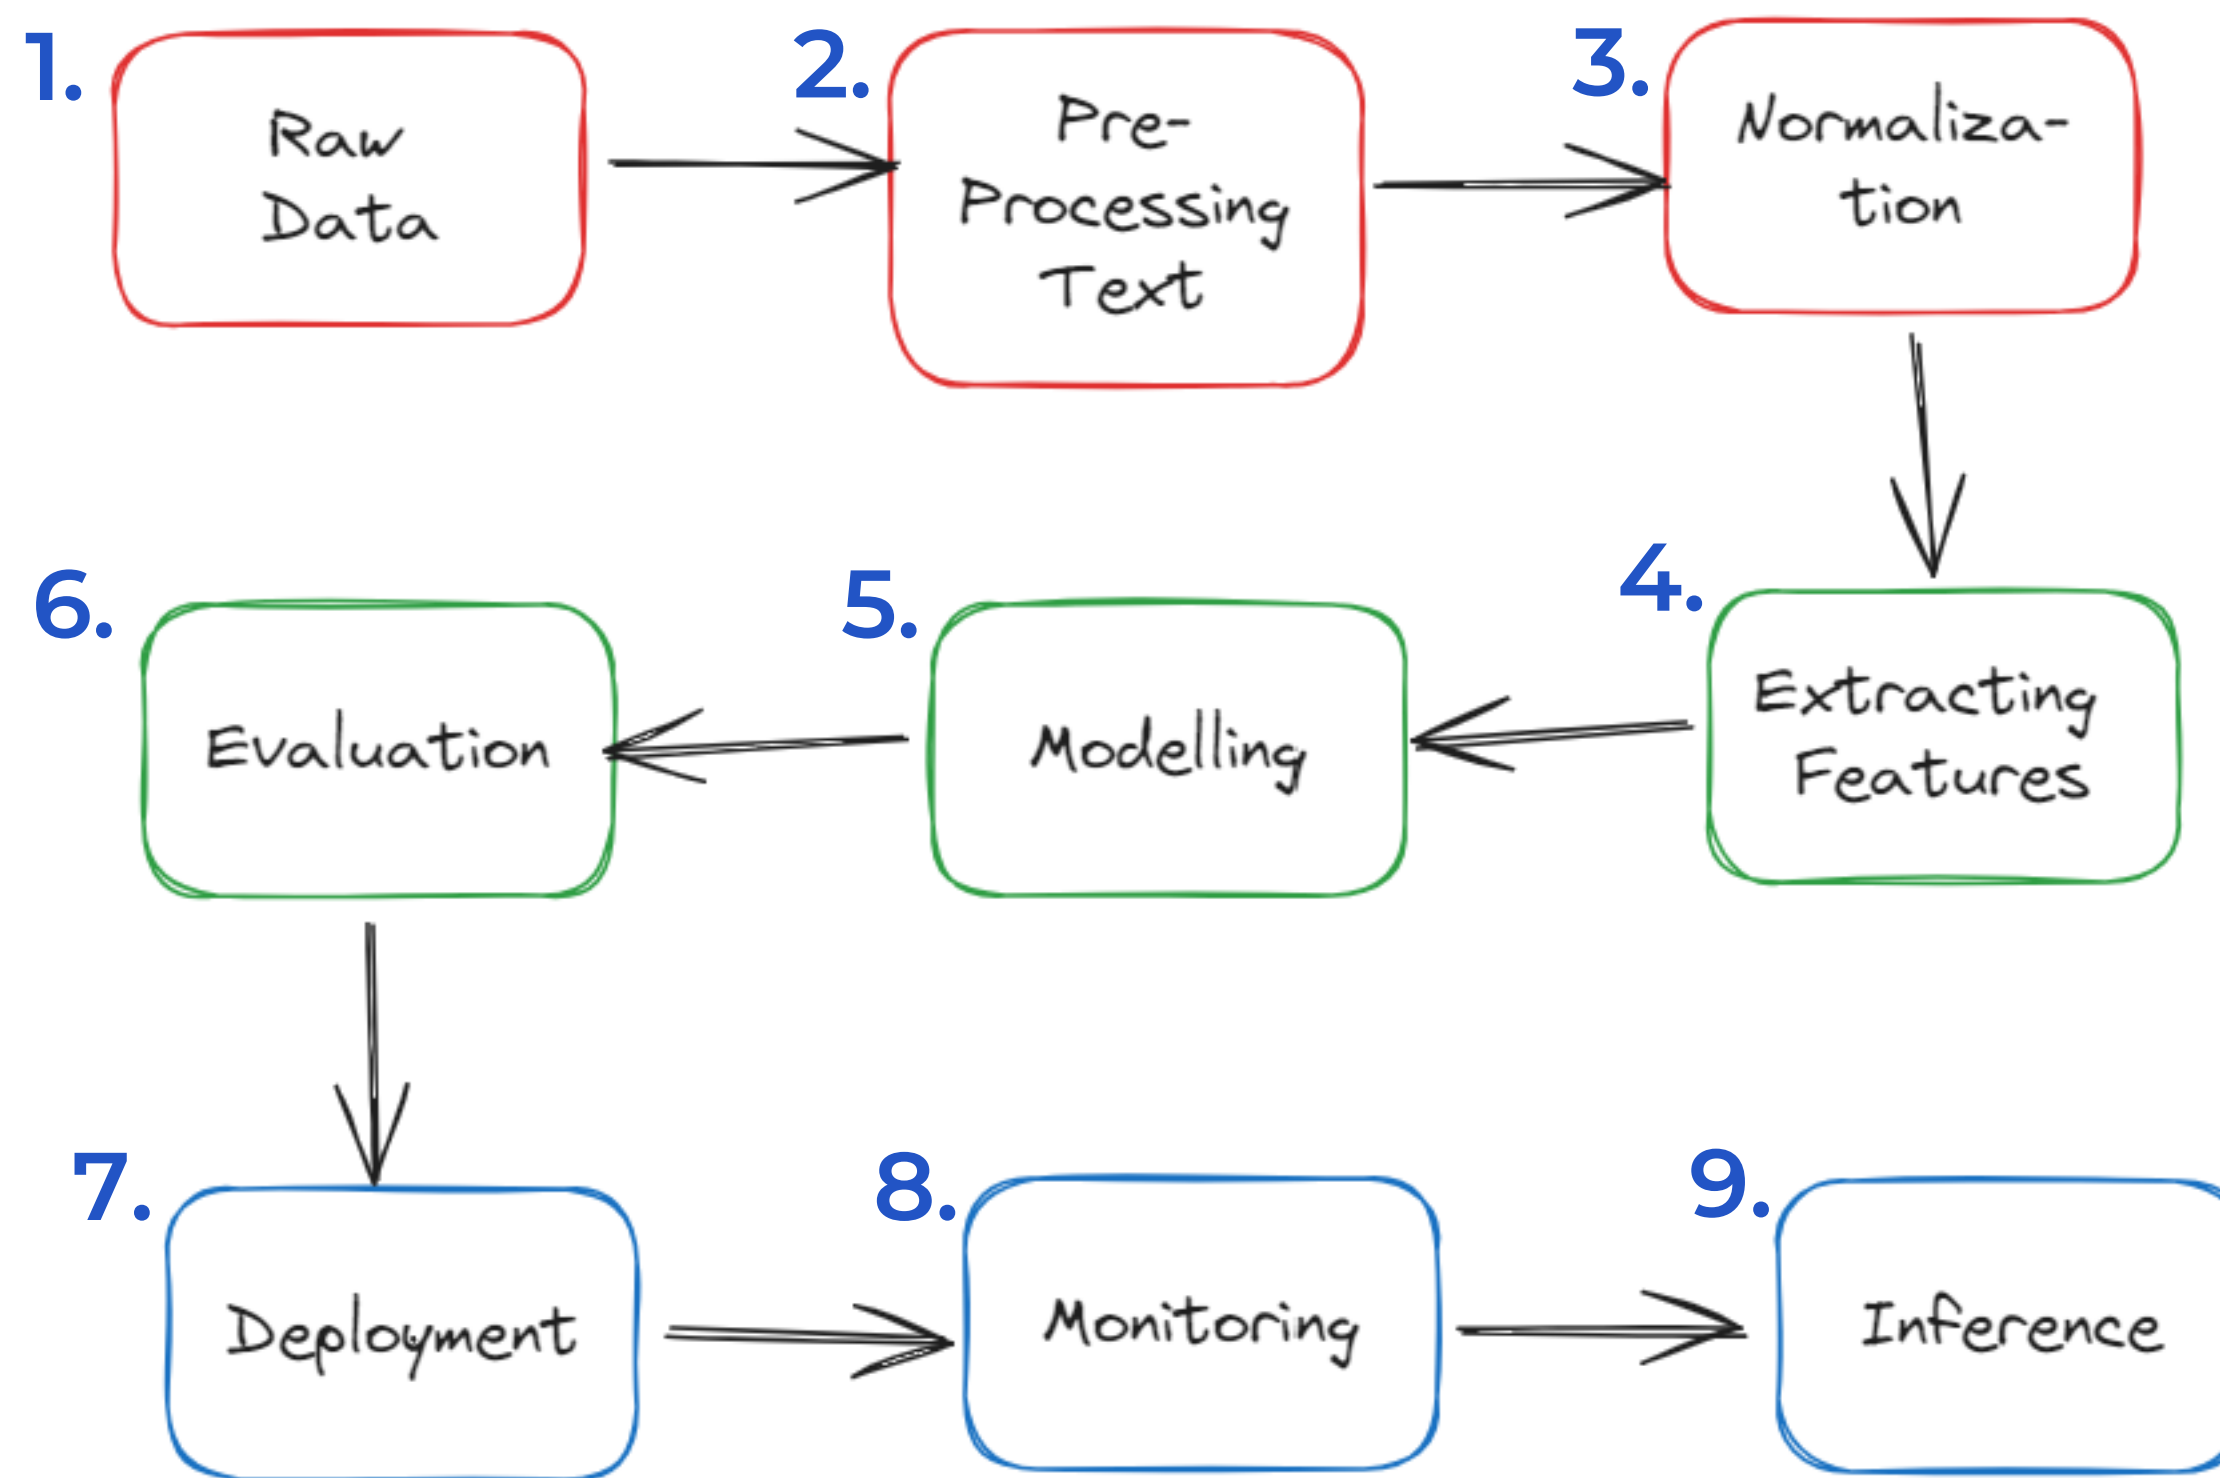 1.
Raw
Data
2.
Pre-
Processing
Text
3.
Normaliza-
tion
4.
Extracting
Features
5.
Modelling
6.
Evaluation
7.
Deployment
8.
Monitoring
9.
Inference